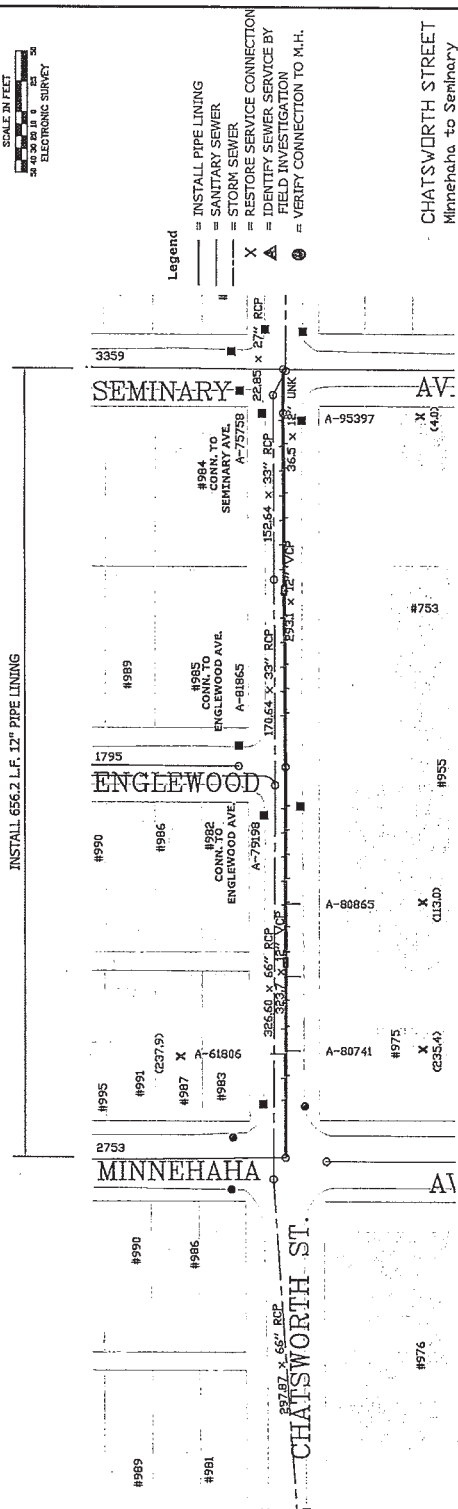 SCALE IN FEET
50 40 30 20 10 0 25 50
ELECTRONIC SURVEY
Legend
= INSTALL PIPE LINING
= SANITARY SEWER
= STORM SEWER
X = RESTORE SERVICE CONNECTION
= IDENTIFY SEWER SERVICE BY
FIELD INVESTIGATION
= VERIFY CONNECTION TO M.H.
CHATSWORTH STREET
Minnehaha to Seminary
INSTALL 656.2 L.F. 12" PIPE LINING
3359
SEMINARY
AV
#984
CONN. TO
SEMINARY AVE.
A-75758
22.85 x 27" RCP
152.64 x 33" RCP
36.5 x 12" UNK
A-95397
X
(4.0)
#989
#985
CONN. TO
ENGLEWOOD AVE.
A-81865
170.64 x 33" RCP
293.1 x 12" VCP
#753
1795
ENGLEWOOD
#990
#986
#982
CONN. TO
ENGLEWOOD AVE.
A-79198
#955
A-80865
X
(113.0)
326.60 x 66" RCP
323.7 x 12" VCP
#995
#991
(237.9)
#987
X
A-61806
#983
A-80741
#975
X
(235.4)
2753
MINNEHAHA
AV
#990
#986
297.87 x 66" RCP
CHATSWORTH ST.
#976
#989
#981